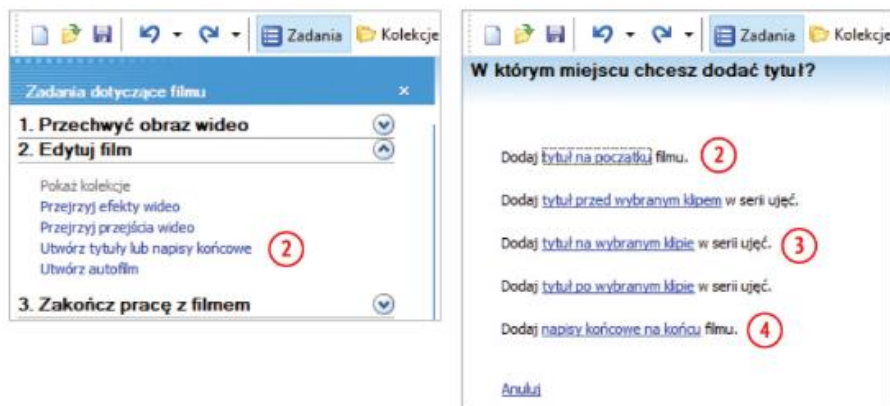 Zadania Kolekcje
Zadania dotyczące filmu ×
1. Przechwyć obraz wideo
2. Edytuj film
Pokaż kolekcje
Przejrzyj efekty wideo
Przejrzyj przejścia wideo
Utwórz tytuły lub napisy końcowe 2
Utwórz autofilm
3. Zakończ pracę z filmem
Zadania Kolekcje
W którym miejscu chcesz dodać tytuł?
Dodaj tytuł na początku filmu. 2
Dodaj tytuł przed wybranym klipem w serii ujęć.
Dodaj tytuł na wybranym klipie w serii ujęć. 3
Dodaj tytuł po wybranym klipie w serii ujęć.
Dodaj napisy końcowe na końcu filmu. 4
Anuluj